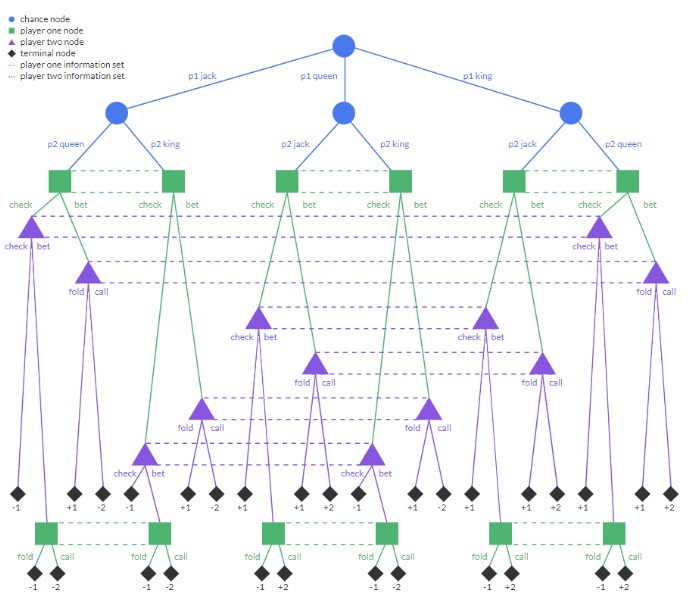 chance node
player one node
player two node
terminal node
player one information set
player two information set
p1 jack p1 queen p1 king
p2 queen p2 king p2 jack p2 king p2 jack p2 queen
check bet check bet check bet check bet check bet check bet
check bet check bet
fold call fold call
check bet check bet
fold call fold call
fold call fold call
check bet check bet
-1 +1 -2 -1 +1 -2 +1 +1 +2 -1 +1 -2 +1 +1 +2 +1 +1 +2
fold call fold call fold call fold call fold call fold call
-1 -2 -1 -2 -1 +2 -1 -2 -1 +2 -1 +2